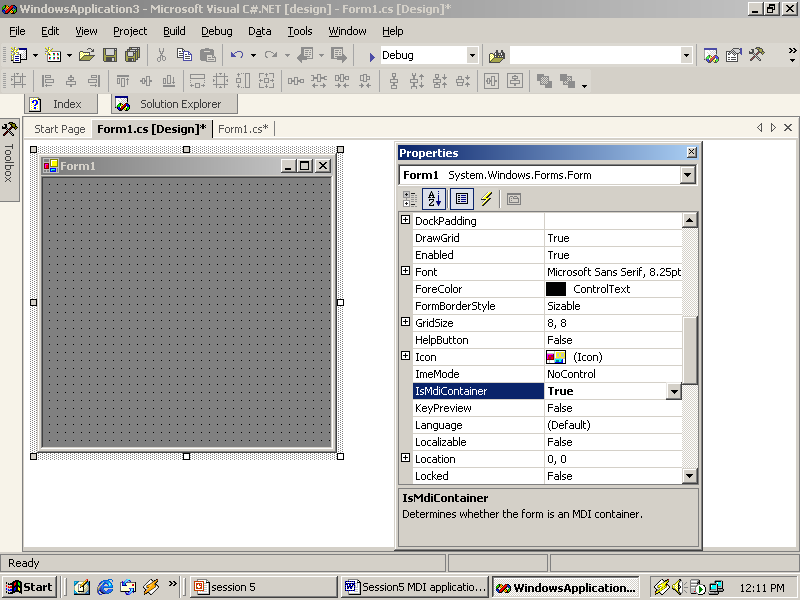 WindowsApplication3 - Microsoft Visual C#.NET [design] - Form1.cs [Design]*
File Edit View Project Build Debug Data Tools Window Help
Debug
Index Solution Explorer
Toolbox
Start Page Form1.cs [Design]* Form1.cs*
Form1
Properties
Form1 System.Windows.Forms.Form
DockPadding
DrawGrid True
Enabled True
Font Microsoft Sans Serif, 8.25pt
ForeColor ControlText
FormBorderStyle Sizable
GridSize 8, 8
HelpButton False
Icon (Icon)
ImeMode NoControl
IsMdiContainer True
KeyPreview False
Language (Default)
Localizable False
Location 0, 0
Locked False
IsMdiContainer
Determines whether the form is an MDI container.
Ready
Start session 5 Session5 MDI applicatio... WindowsApplication... 12:11 PM